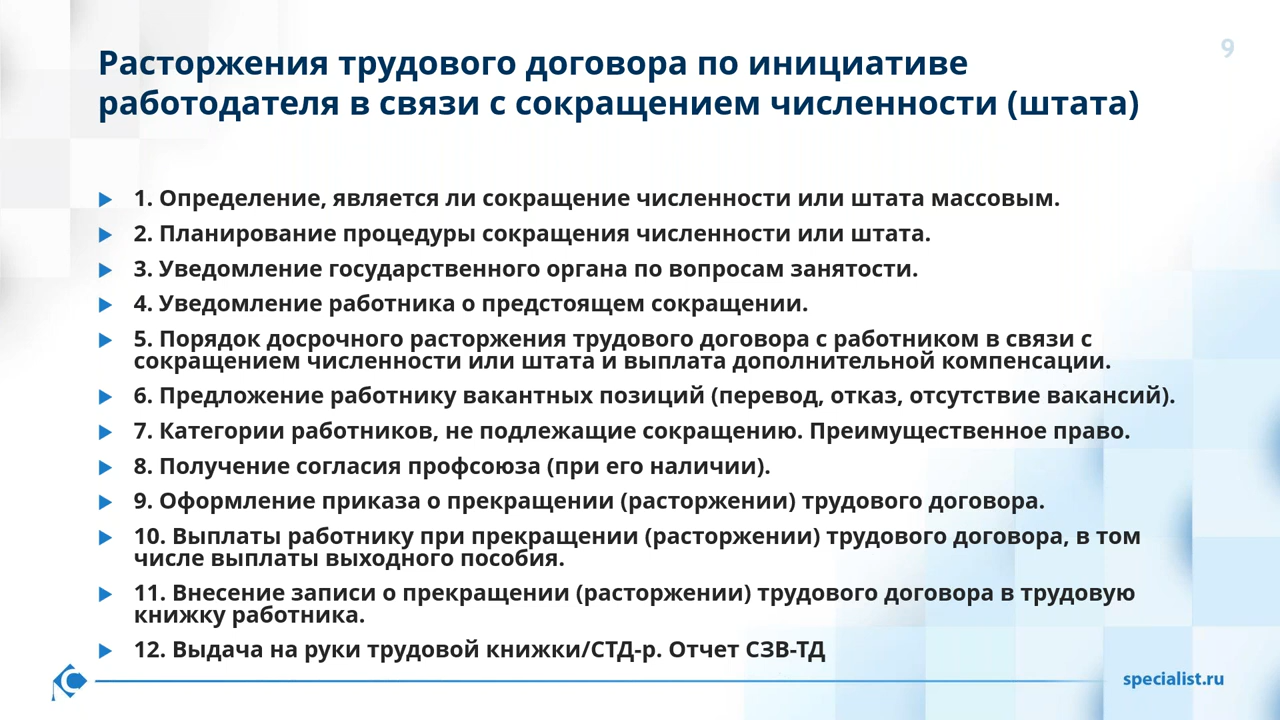 9
Расторжения трудового договора по инициативе
работодателя в связи с сокращением численности (штата)
1. Определение, является ли сокращение численности или штата массовым.
2. Планирование процедуры сокращения численности или штата.
3. Уведомление государственного органа по вопросам занятости.
4. Уведомление работника о предстоящем сокращении.
5. Порядок досрочного расторжения трудового договора с работником в связи с
сокращением численности или штата и выплата дополнительной компенсации.
6. Предложение работнику вакантных позиций (перевод, отказ, отсутствие вакансий).
7. Категории работников, не подлежащие сокращению. Преимущественное право.
8. Получение согласия профсоюза (при его наличии).
9. Оформление приказа о прекращении (расторжении) трудового договора.
10. Выплаты работнику при прекращении (расторжении) трудового договора, в том
числе выплаты выходного пособия.
11. Внесение записи о прекращении (расторжении) трудового договора в трудовую
книжку работника.
12. Выдача на руки трудовой книжки/СТД-р. Отчет СЗВ-ТД
specialist.ru